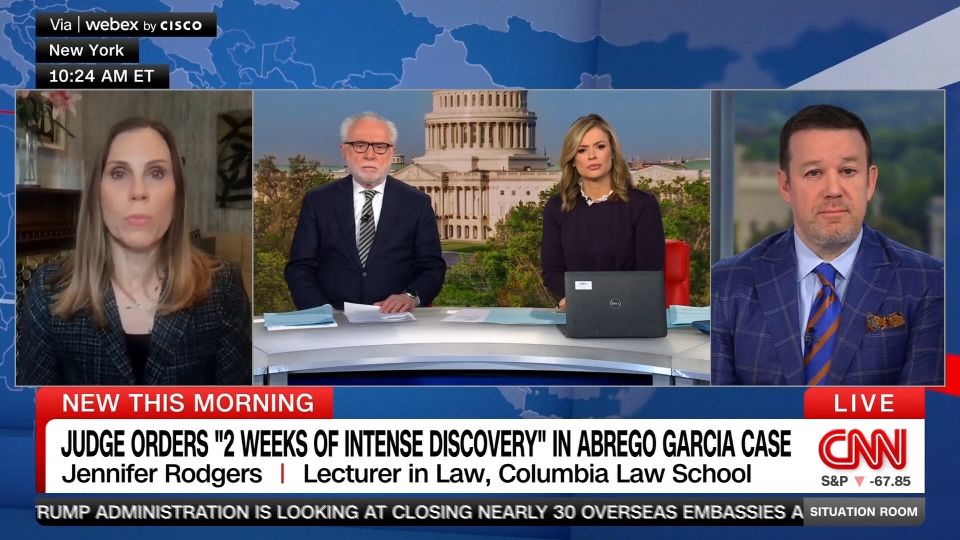 Via | webex by CISCO
New York
10:24 AM ET
DELL
NEW THIS MORNING
LIVE
JUDGE ORDERS "2 WEEKS OF INTENSE DISCOVERY" IN ABREGO GARCIA CASE
Jennifer Rodgers | Lecturer in Law, Columbia Law School
CNN
S&P ▼ -67.85
RUMP ADMINISTRATION IS LOOKING AT CLOSING NEARLY 30 OVERSEAS EMBASSIES A
SITUATION ROOM